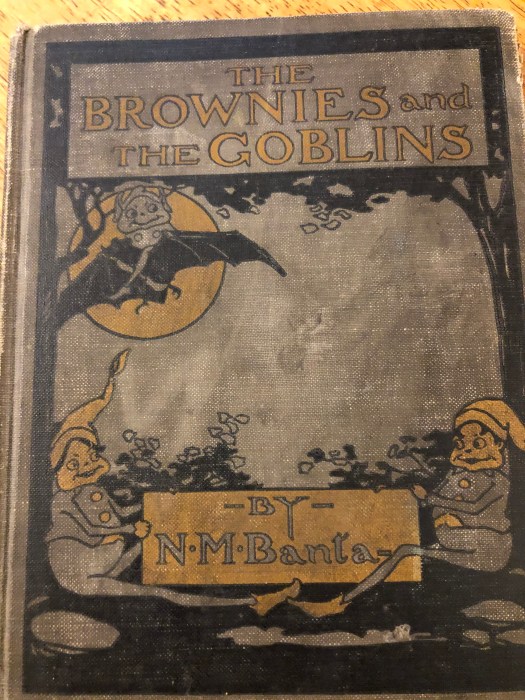 THE
BROWNIES and
THE GOBLINS
-BY-
N·M·Banta-